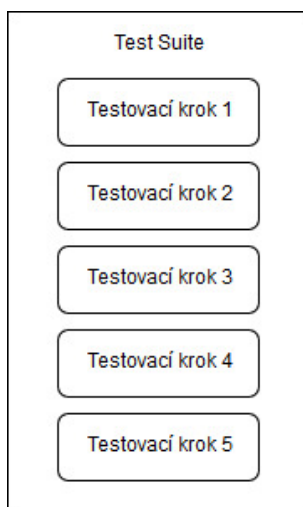 Test Suite
Testovací krok 1
Testovací krok 2
Testovací krok 3
Testovací krok 4
Testovací krok 5